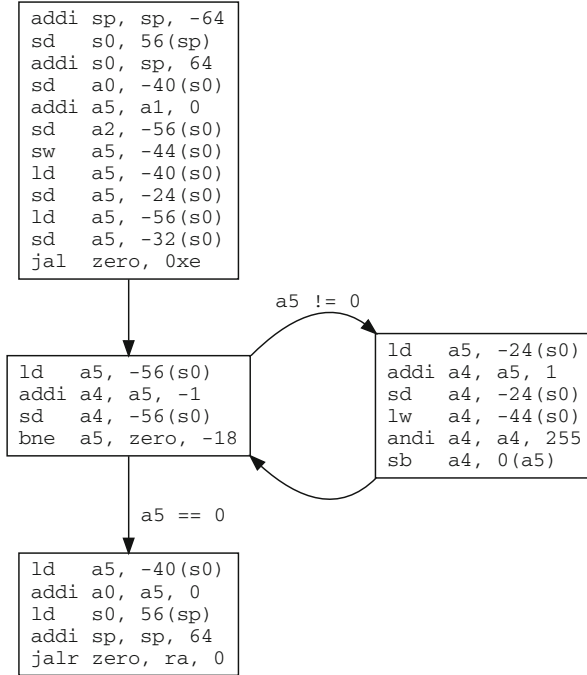 addi sp, sp, -64
sd s0, 56(sp)
addi s0, sp, 64
sd a0, -40(s0)
addi a5, a1, 0
sd a2, -56(s0)
sw a5, -44(s0)
ld a5, -40(s0)
sd a5, -24(s0)
ld a5, -56(s0)
sd a5, -32(s0)
jal zero, 0xe
a5 != 0
ld a5, -56(s0)
addi a4, a5, -1
sd a4, -56(s0)
bne a5, zero, -18
ld a5, -24(s0)
addi a4, a5, 1
sd a4, -24(s0)
lw a4, -44(s0)
andi a4, a4, 255
sb a4, 0(a5)
a5 == 0
ld a5, -40(s0)
addi a0, a5, 0
ld s0, 56(sp)
addi sp, sp, 64
jalr zero, ra, 0